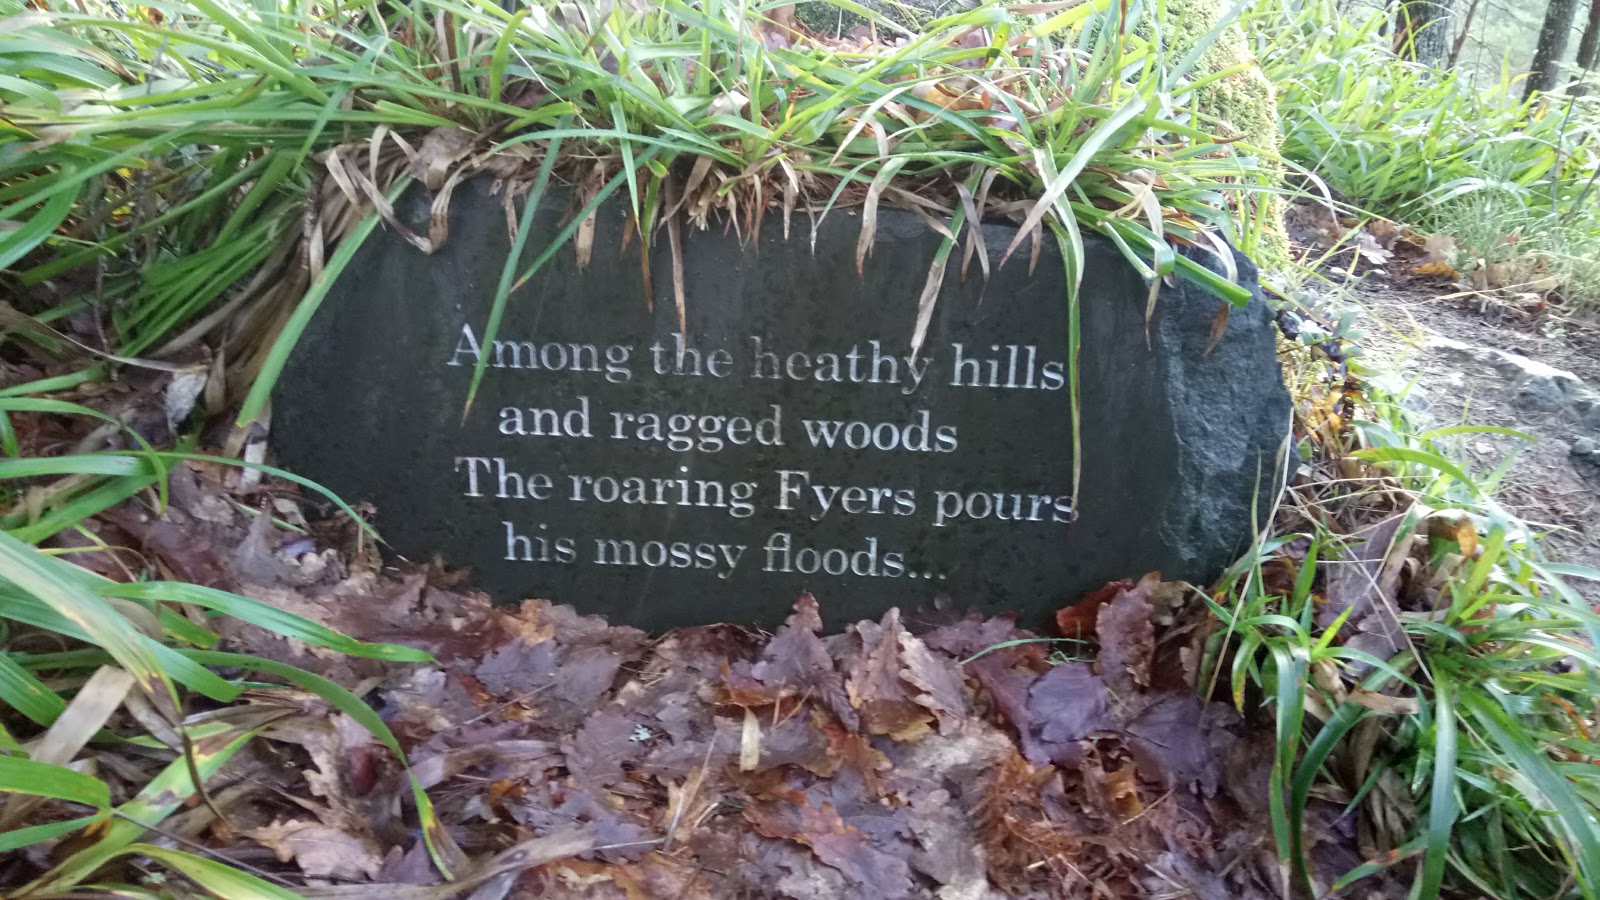 Among the heathy hills
and ragged woods
The roaring Fyers pours
his mossy floods...